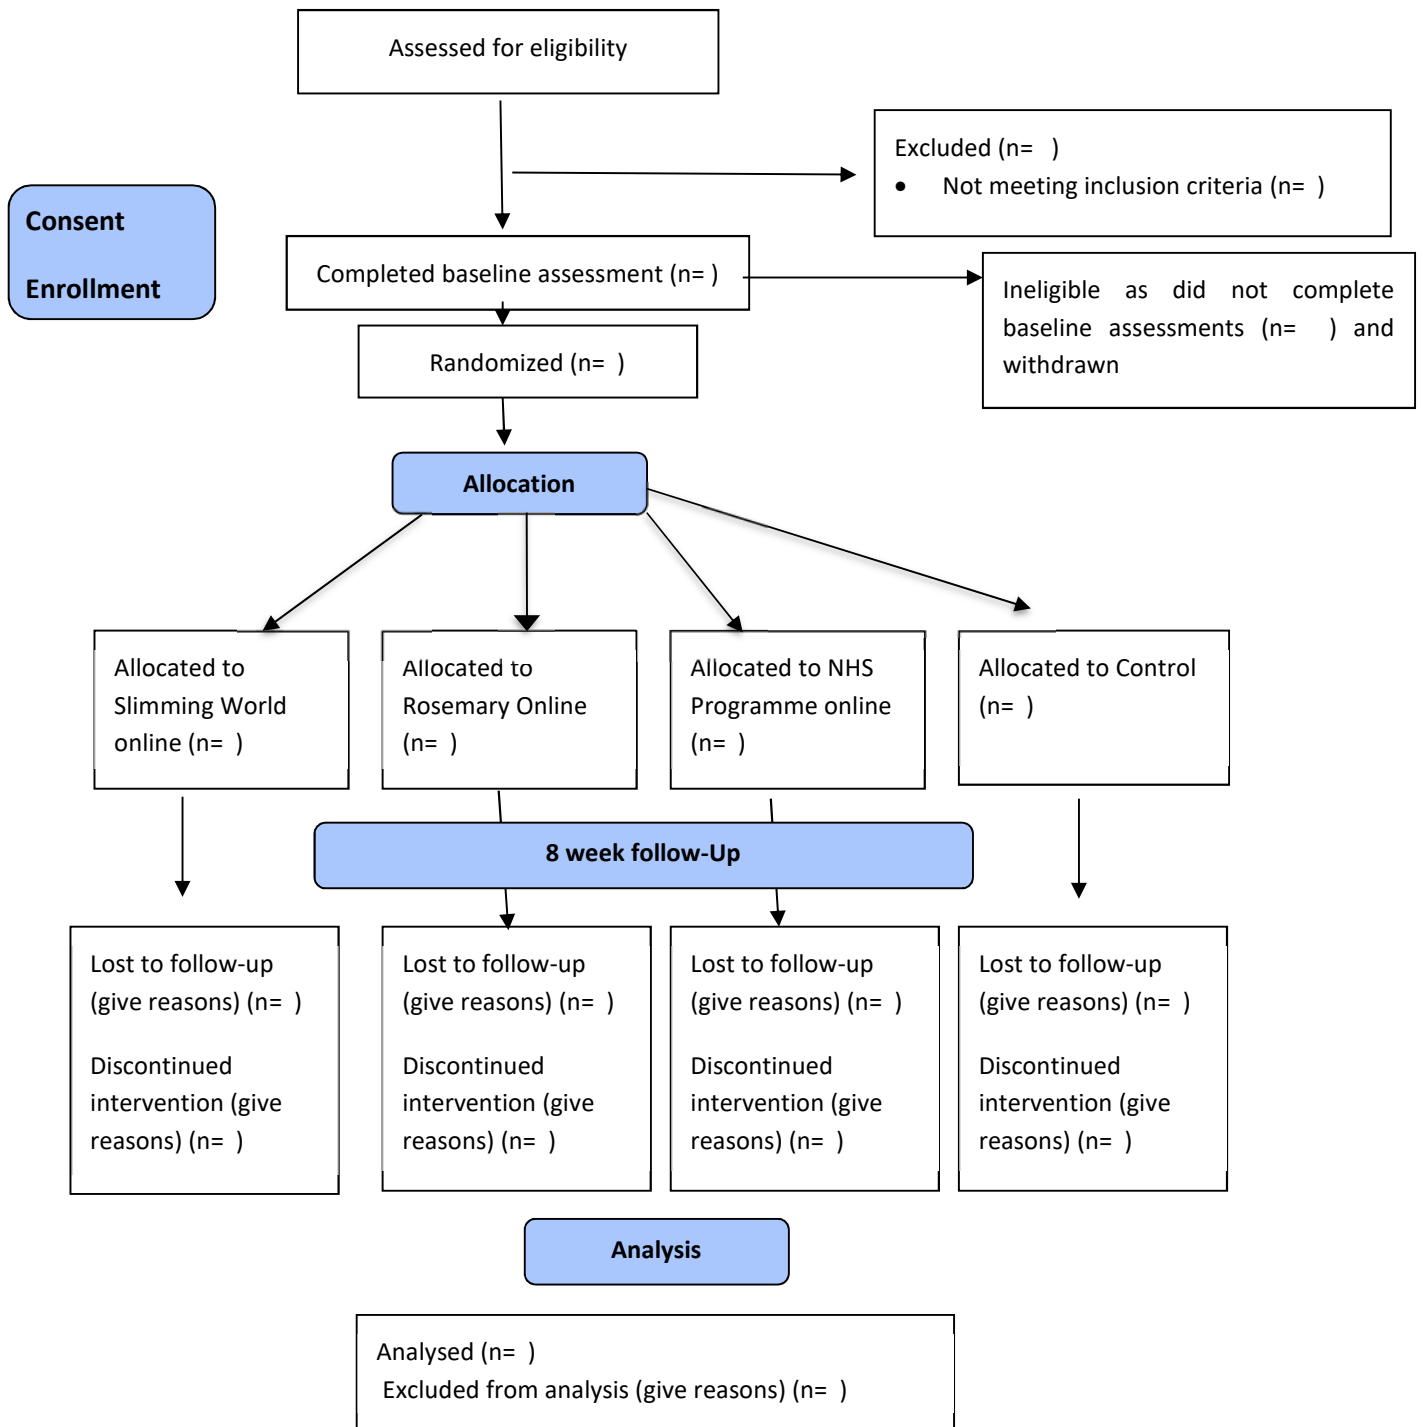 Assessed for eligibility
Excluded (n=   )
•    Not meeting inclusion criteria (n=  )
Consent
Enrollment
Completed baseline assessment (n= )
Ineligible as did not complete
baseline assessments (n=   ) and
withdrawn
Randomized (n=  )
Allocation
Allocated to
Slimming World
online (n=  )
Allocated to
Rosemary Online
(n=  )
Allocated to NHS
Programme online
(n=  )
Allocated to Control
(n=  )
8 week follow-Up
Lost to follow-up
(give reasons) (n=  )
Discontinued
intervention (give
reasons) (n=  )
Lost to follow-up
(give reasons) (n=  )
Discontinued
intervention (give
reasons) (n=  )
Lost to follow-up
(give reasons) (n=  )
Discontinued
intervention (give
reasons) (n=  )
Lost to follow-up
(give reasons) (n=  )
Discontinued
intervention (give
reasons) (n=  )
Analysis
Analysed (n=  )
Excluded from analysis (give reasons) (n=  )